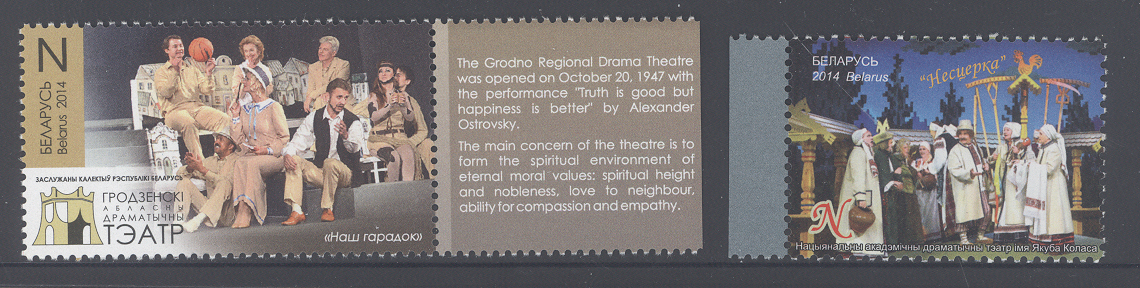 N
БЕЛАРУСЬ
Belarus 2014
ЗАСЛУЖАНЫ КАЛЕКТЫЎ РЭСПУБЛІКІ БЕЛАРУСЬ
ГРОДЗЕНСКІ
АБЛАСНЫ
ДРАМАТЫЧНЫ
ТЭАТР
«Наш гарадок»
The Grodno Regional Drama Theatre
was opened on October 20, 1947 with
the performance "Truth is good but
happiness is better" by Alexander
Ostrovsky.
The main concern of the theatre is to
form the spiritual environment of
eternal moral values: spiritual height
and nobleness, love to neighbour,
ability for compassion and empathy.
БЕЛАРУСЬ
2014 Belarus
"Несцерка"
N
Нацыянальны акадэмічны драматычны тэатр імя Якуба Коласа